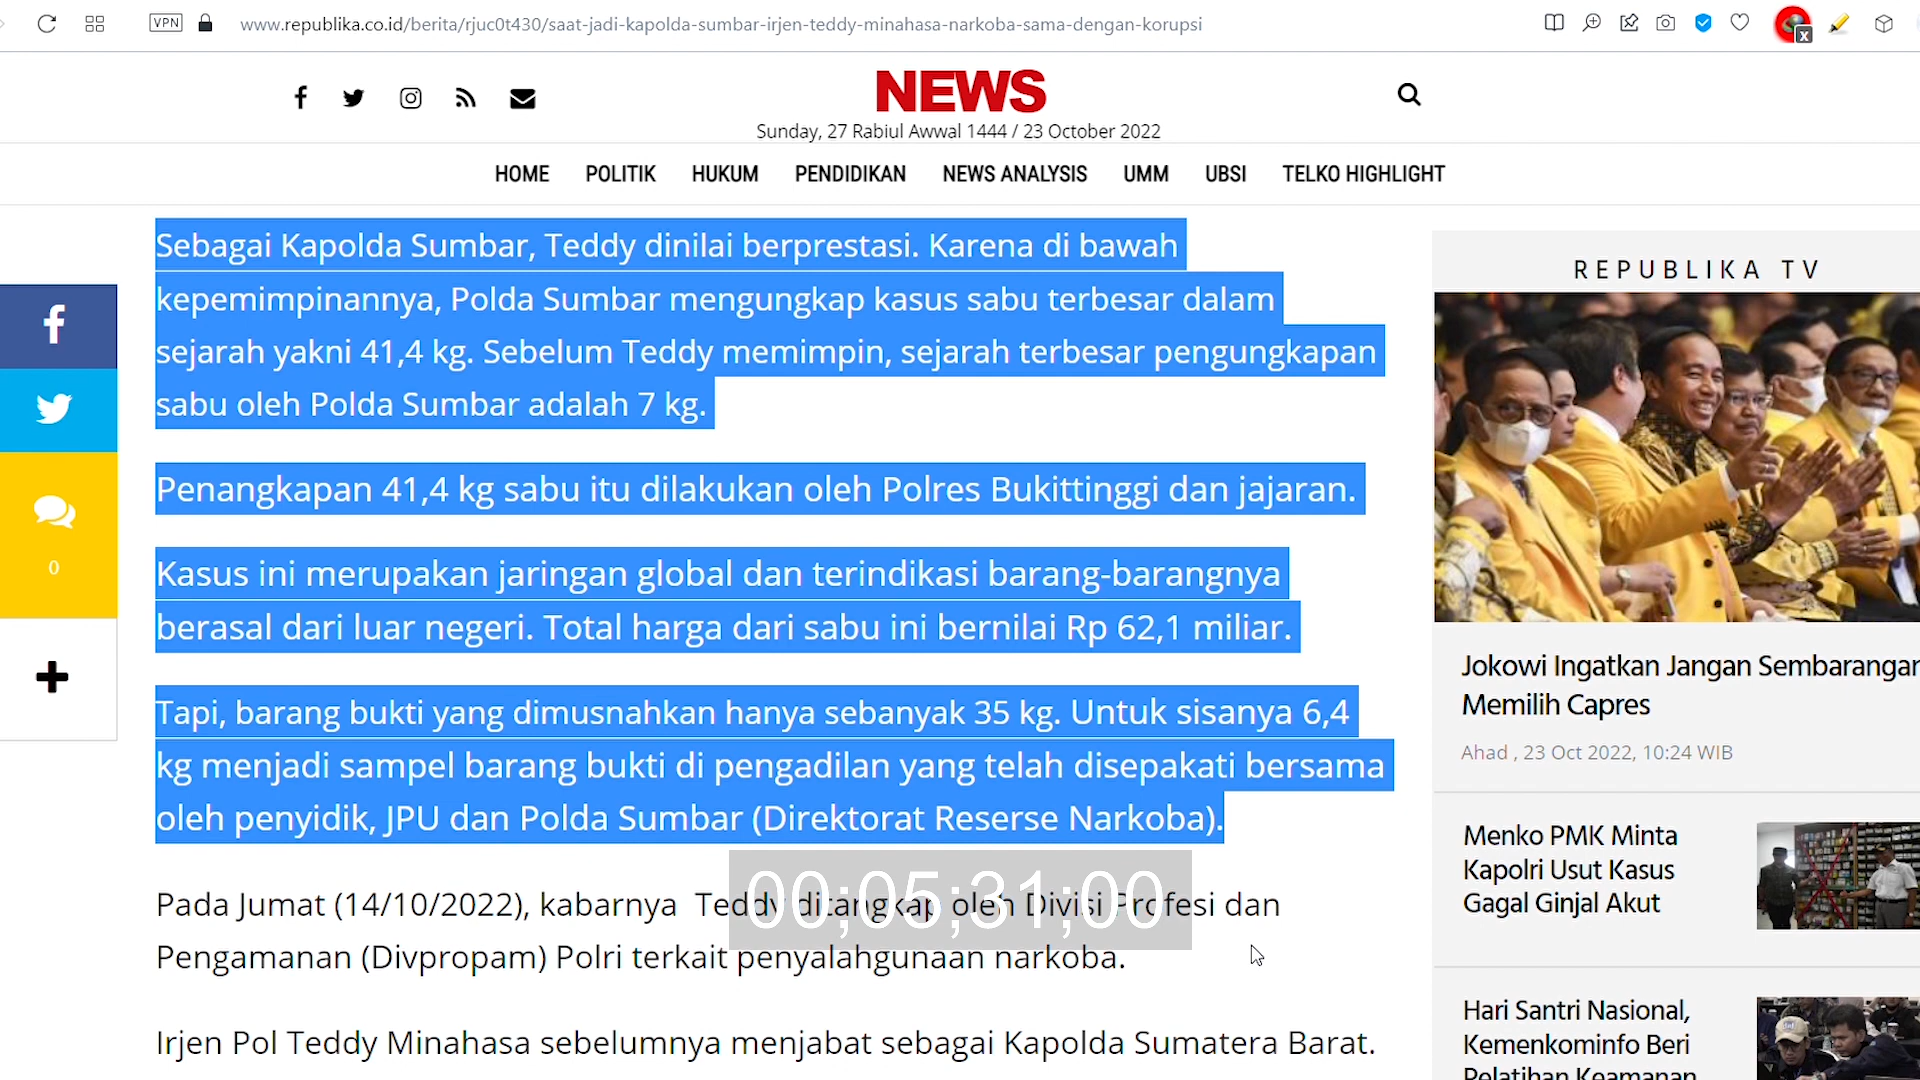 VPN
www.republika.co.id/berita/rjuc0t430/saat-jadi-kapolda-sumbar-irjen-teddy-minahasa-narkoba-sama-dengan-korupsi
NEWS
Sunday, 27 Rabiul Awwal 1444 / 23 October 2022
HOME POLITIK HUKUM PENDIDIKAN NEWS ANALYSIS UMM UBSI TELKO HIGHLIGHT
Sebagai Kapolda Sumbar, Teddy dinilai berprestasi. Karena di bawah
kepemimpinannya, Polda Sumbar mengungkap kasus sabu terbesar dalam
sejarah yakni 41,4 kg. Sebelum Teddy memimpin, sejarah terbesar pengungkapan
sabu oleh Polda Sumbar adalah 7 kg.
Penangkapan 41,4 kg sabu itu dilakukan oleh Polres Bukittinggi dan jajaran.
Kasus ini merupakan jaringan global dan terindikasi barang-barangnya
berasal dari luar negeri. Total harga dari sabu ini bernilai Rp 62,1 miliar.
Tapi, barang bukti yang dimusnahkan hanya sebanyak 35 kg. Untuk sisanya 6,4
kg menjadi sampel barang bukti di pengadilan yang telah disepakati bersama
oleh penyidik, JPU dan Polda Sumbar (Direktorat Reserse Narkoba).
Pada Jumat (14/10/2022), kabarnya Teddy ditangkap oleh Divisi Profesi dan
Pengamanan (Divpropam) Polri terkait penyalahgunaan narkoba.
Irjen Pol Teddy Minahasa sebelumnya menjabat sebagai Kapolda Sumatera Barat.
00;05;31;00
0
REPUBLIKA TV
Jokowi Ingatkan Jangan Sembarangan
Memilih Capres
Ahad , 23 Oct 2022, 10:24 WIB
Menko PMK Minta
Kapolri Usut Kasus
Gagal Ginjal Akut
Hari Santri Nasional,
Kemenkominfo Beri
Pelatihan Keamanan